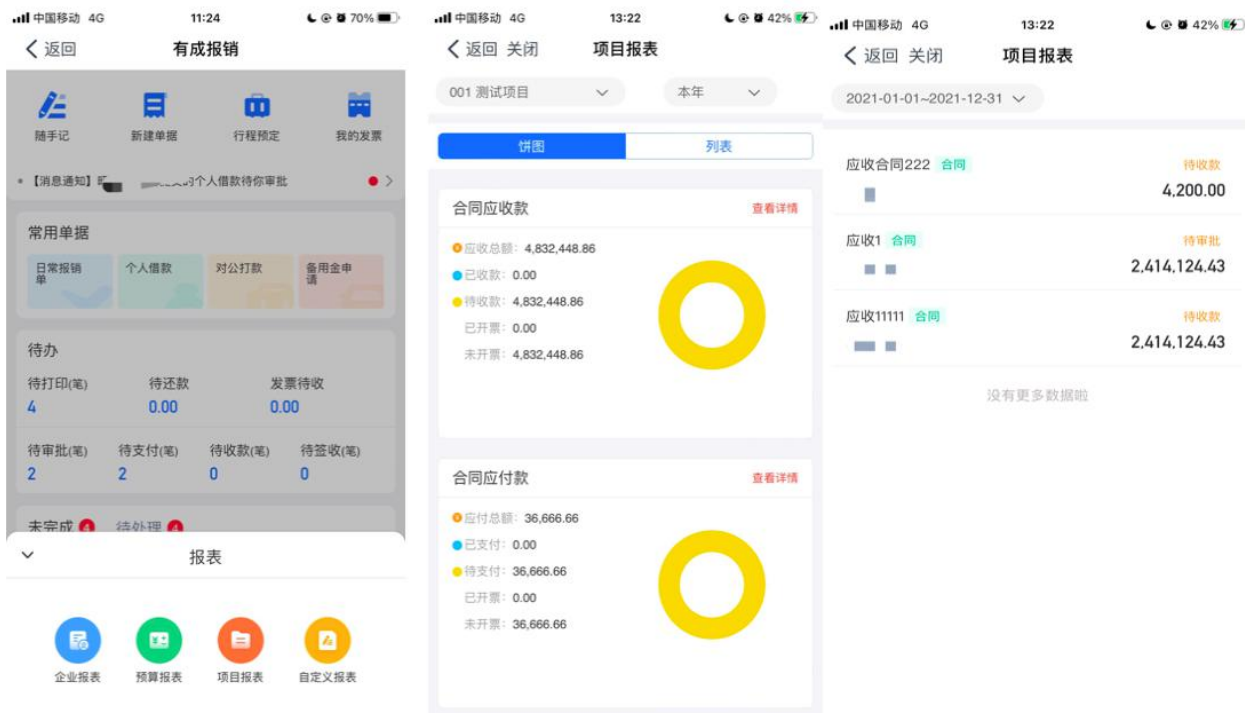 中国移动 4G 11:24 70%
返回 有成报销
随手记 新建单据 行程预定 我的发票
【消息通知】 个人借款待你审批
常用单据
日常报销单 个人借款 对公打款 备用金申请
待办
待打印(笔) 待还款 发票待收
4 0.00 0.00
待审批(笔) 待支付(笔) 待收款(笔) 待签收(笔)
2 2 0 0
未完成 4 待处理 4
报表
企业报表 预算报表 项目报表 自定义报表
中国移动 4G 13:22 42%
返回 关闭 项目报表
001 测试项目 本年
饼图 列表
合同应收款 查看详情
应收总额: 4,832,448.86
已收款: 0.00
待收款: 4,832,448.86
已开票: 0.00
未开票: 4,832,448.86
合同应付款 查看详情
应付总额: 36,666.66
已支付: 0.00
待支付: 36,666.66
已开票: 0.00
未开票: 36,666.66
中国移动 4G 13:22 42%
返回 关闭 项目报表
2021-01-01~2021-12-31
应收合同222 合同 待收款
4,200.00
应收1 合同 待审批
2,414,124.43
应收11111 合同 待收款
2,414,124.43
没有更多数据啦